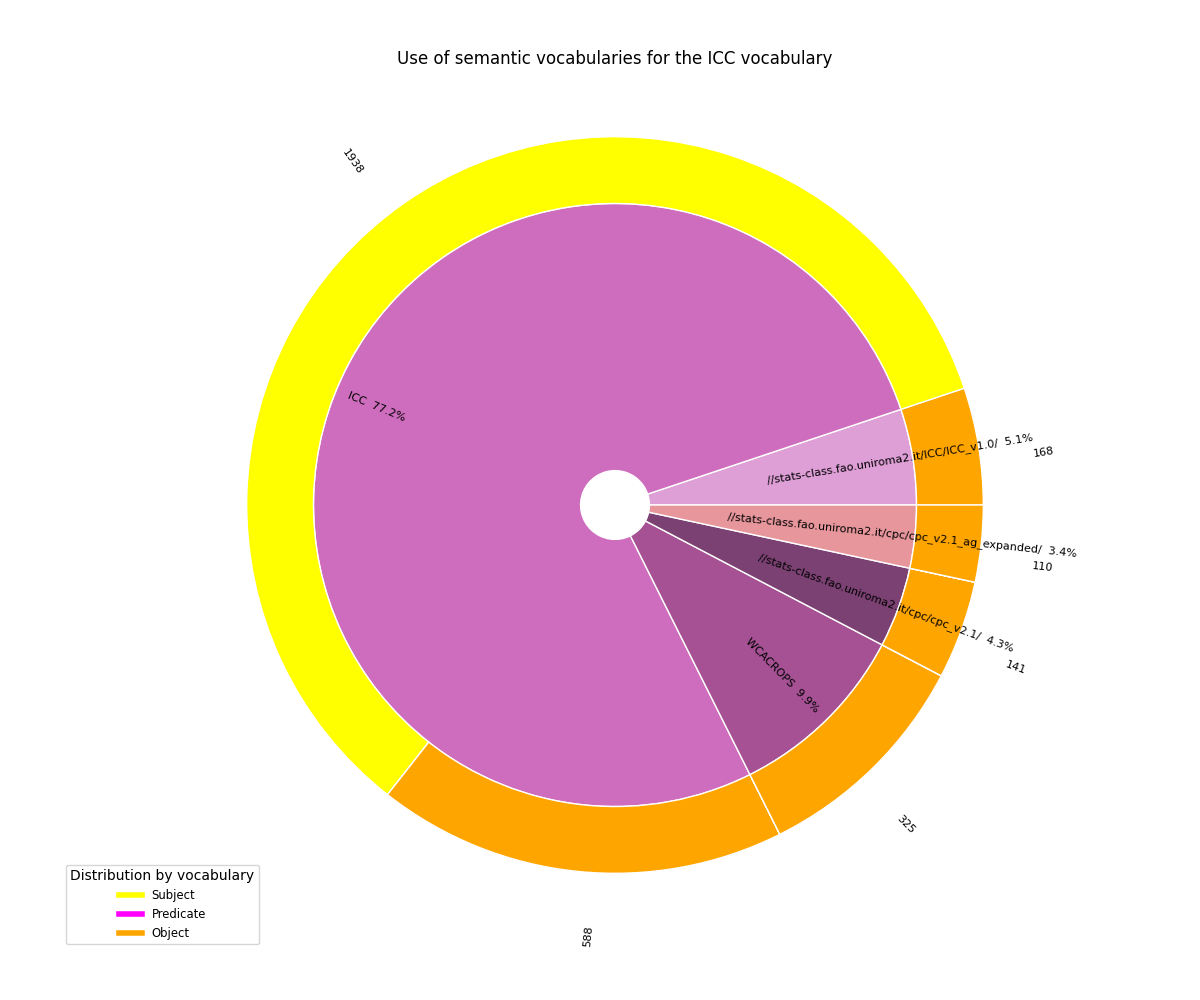 Use of semantic vocabularies for the ICC vocabulary
1938
ICC  77.2%
//stats-class.fao.uniroma2.it/ICC/ICC_v1.0/  5.1%
168
//stats-class.fao.uniroma2.it/cpc/cpc_v2.1_ag_expanded/  3.4%
110
//stats-class.fao.uniroma2.it/cpc/cpc_v2.1/  4.3%
141
WCACROPS  9.9%
325
588
Distribution by vocabulary
Subject
Predicate
Object